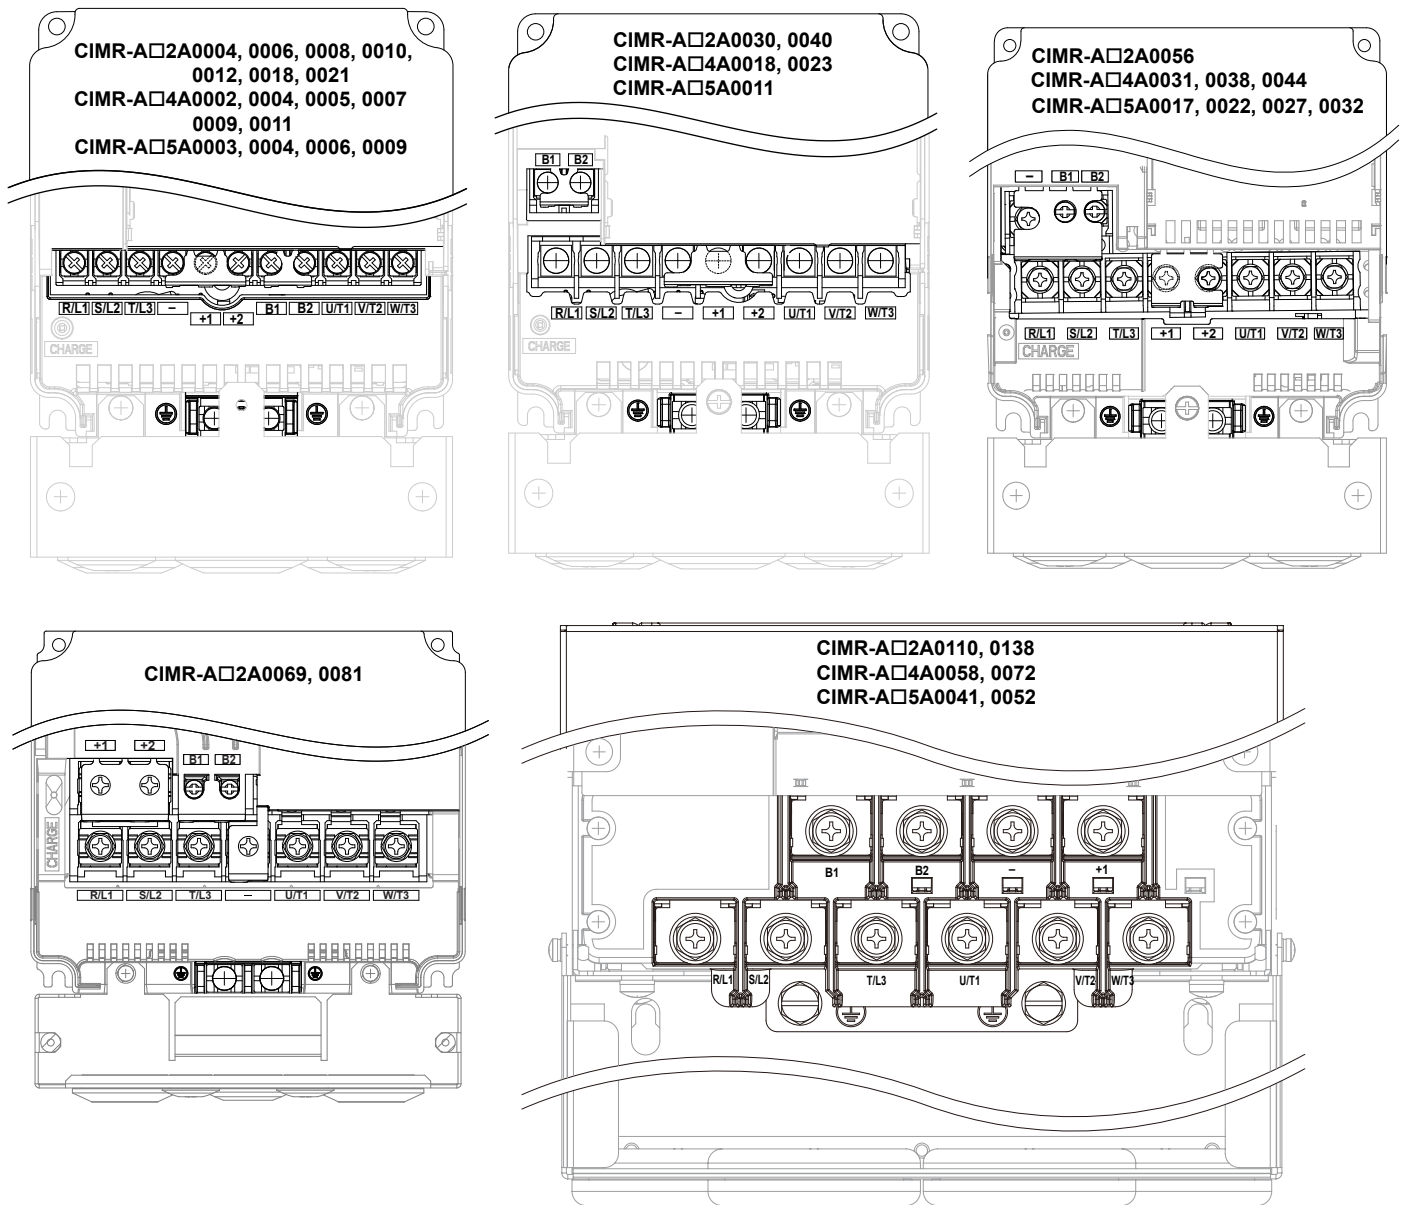 CIMR-A□2A0004, 0006, 0008, 0010,
0012, 0018, 0021
CIMR-A□4A0002, 0004, 0005, 0007
0009, 0011
CIMR-A□5A0003, 0004, 0006, 0009
R/L1 S/L2 T/L3 − +1 +2 B1 B2 U/T1 V/T2 W/T3
CHARGE
CIMR-A□2A0030, 0040
CIMR-A□4A0018, 0023
CIMR-A□5A0011
B1 B2
R/L1 S/L2 T/L3 − +1 +2 U/T1 V/T2 W/T3
CHARGE
CIMR-A□2A0056
CIMR-A□4A0031, 0038, 0044
CIMR-A□5A0017, 0022, 0027, 0032
− B1 B2
R/L1 S/L2 T/L3 +1 +2 U/T1 V/T2 W/T3
CHARGE
CIMR-A□2A0069, 0081
+1 +2 B1 B2
CHARGE
R/L1 S/L2 T/L3 − U/T1 V/T2 W/T3
CIMR-A□2A0110, 0138
CIMR-A□4A0058, 0072
CIMR-A□5A0041, 0052
B1 B2 − +1
R/L1 S/L2 T/L3 U/T1 V/T2 W/T3